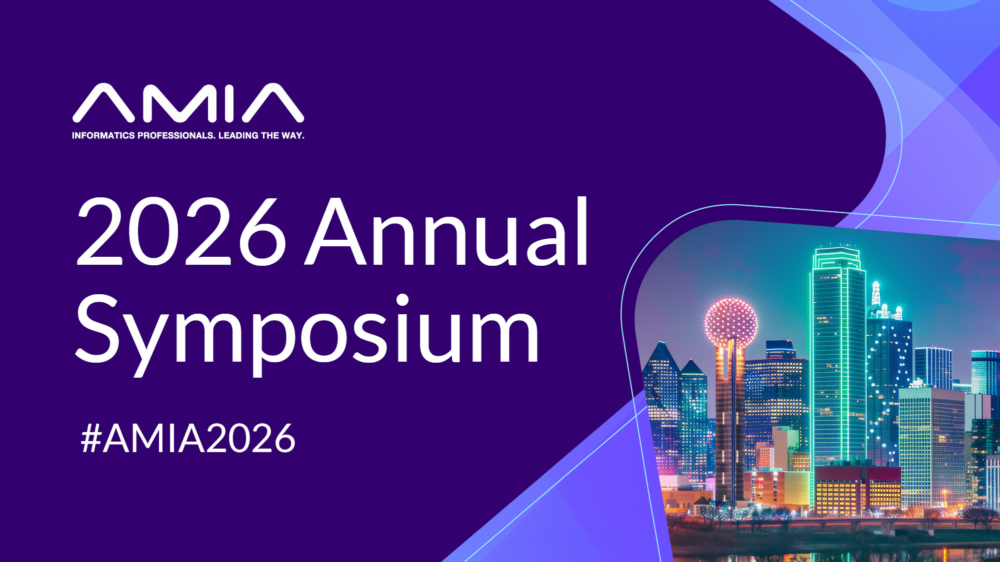 AMIA
INFORMATICS PROFESSIONALS. LEADING THE WAY.
2026 Annual
Symposium
#AMIA2026